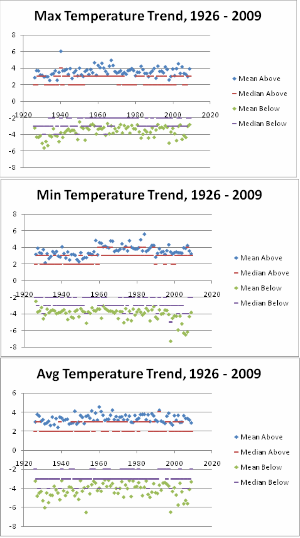 Max Temperature Trend, 1926 - 2009
8
6
4
2
0
1920 1940 1960 1980 2000 2020
-2
-4
-6
-8
Mean Above
Median Above
Mean Below
Median Below
Min Temperature Trend, 1926 - 2009
8
6
4
2
0
1920 1940 1960 1980 2000 2020
-2
-4
-6
-8
Mean Above
Median Above
Mean Below
Median Below
Avg Temperature Trend, 1926 - 2009
6
4
2
0
1920 1940 1960 1980 2000 2020
-2
-4
-6
-8
Mean Above
Median Above
Mean Below
Median Below